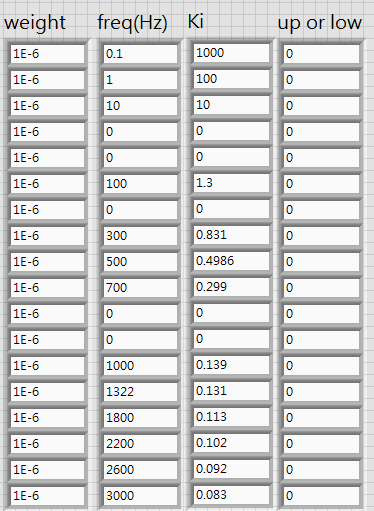 weight freq(Hz) Ki up or low
1E-6 0.1 1000 0
1E-6 1 100 0
1E-6 10 10 0
1E-6 0 0 0
1E-6 0 0 0
1E-6 100 1.3 0
1E-6 0 0 0
1E-6 300 0.831 0
1E-6 500 0.4986 0
1E-6 700 0.299 0
1E-6 0 0 0
1E-6 0 0 0
1E-6 1000 0.139 0
1E-6 1322 0.131 0
1E-6 1800 0.113 0
1E-6 2200 0.102 0
1E-6 2600 0.092 0
1E-6 3000 0.083 0